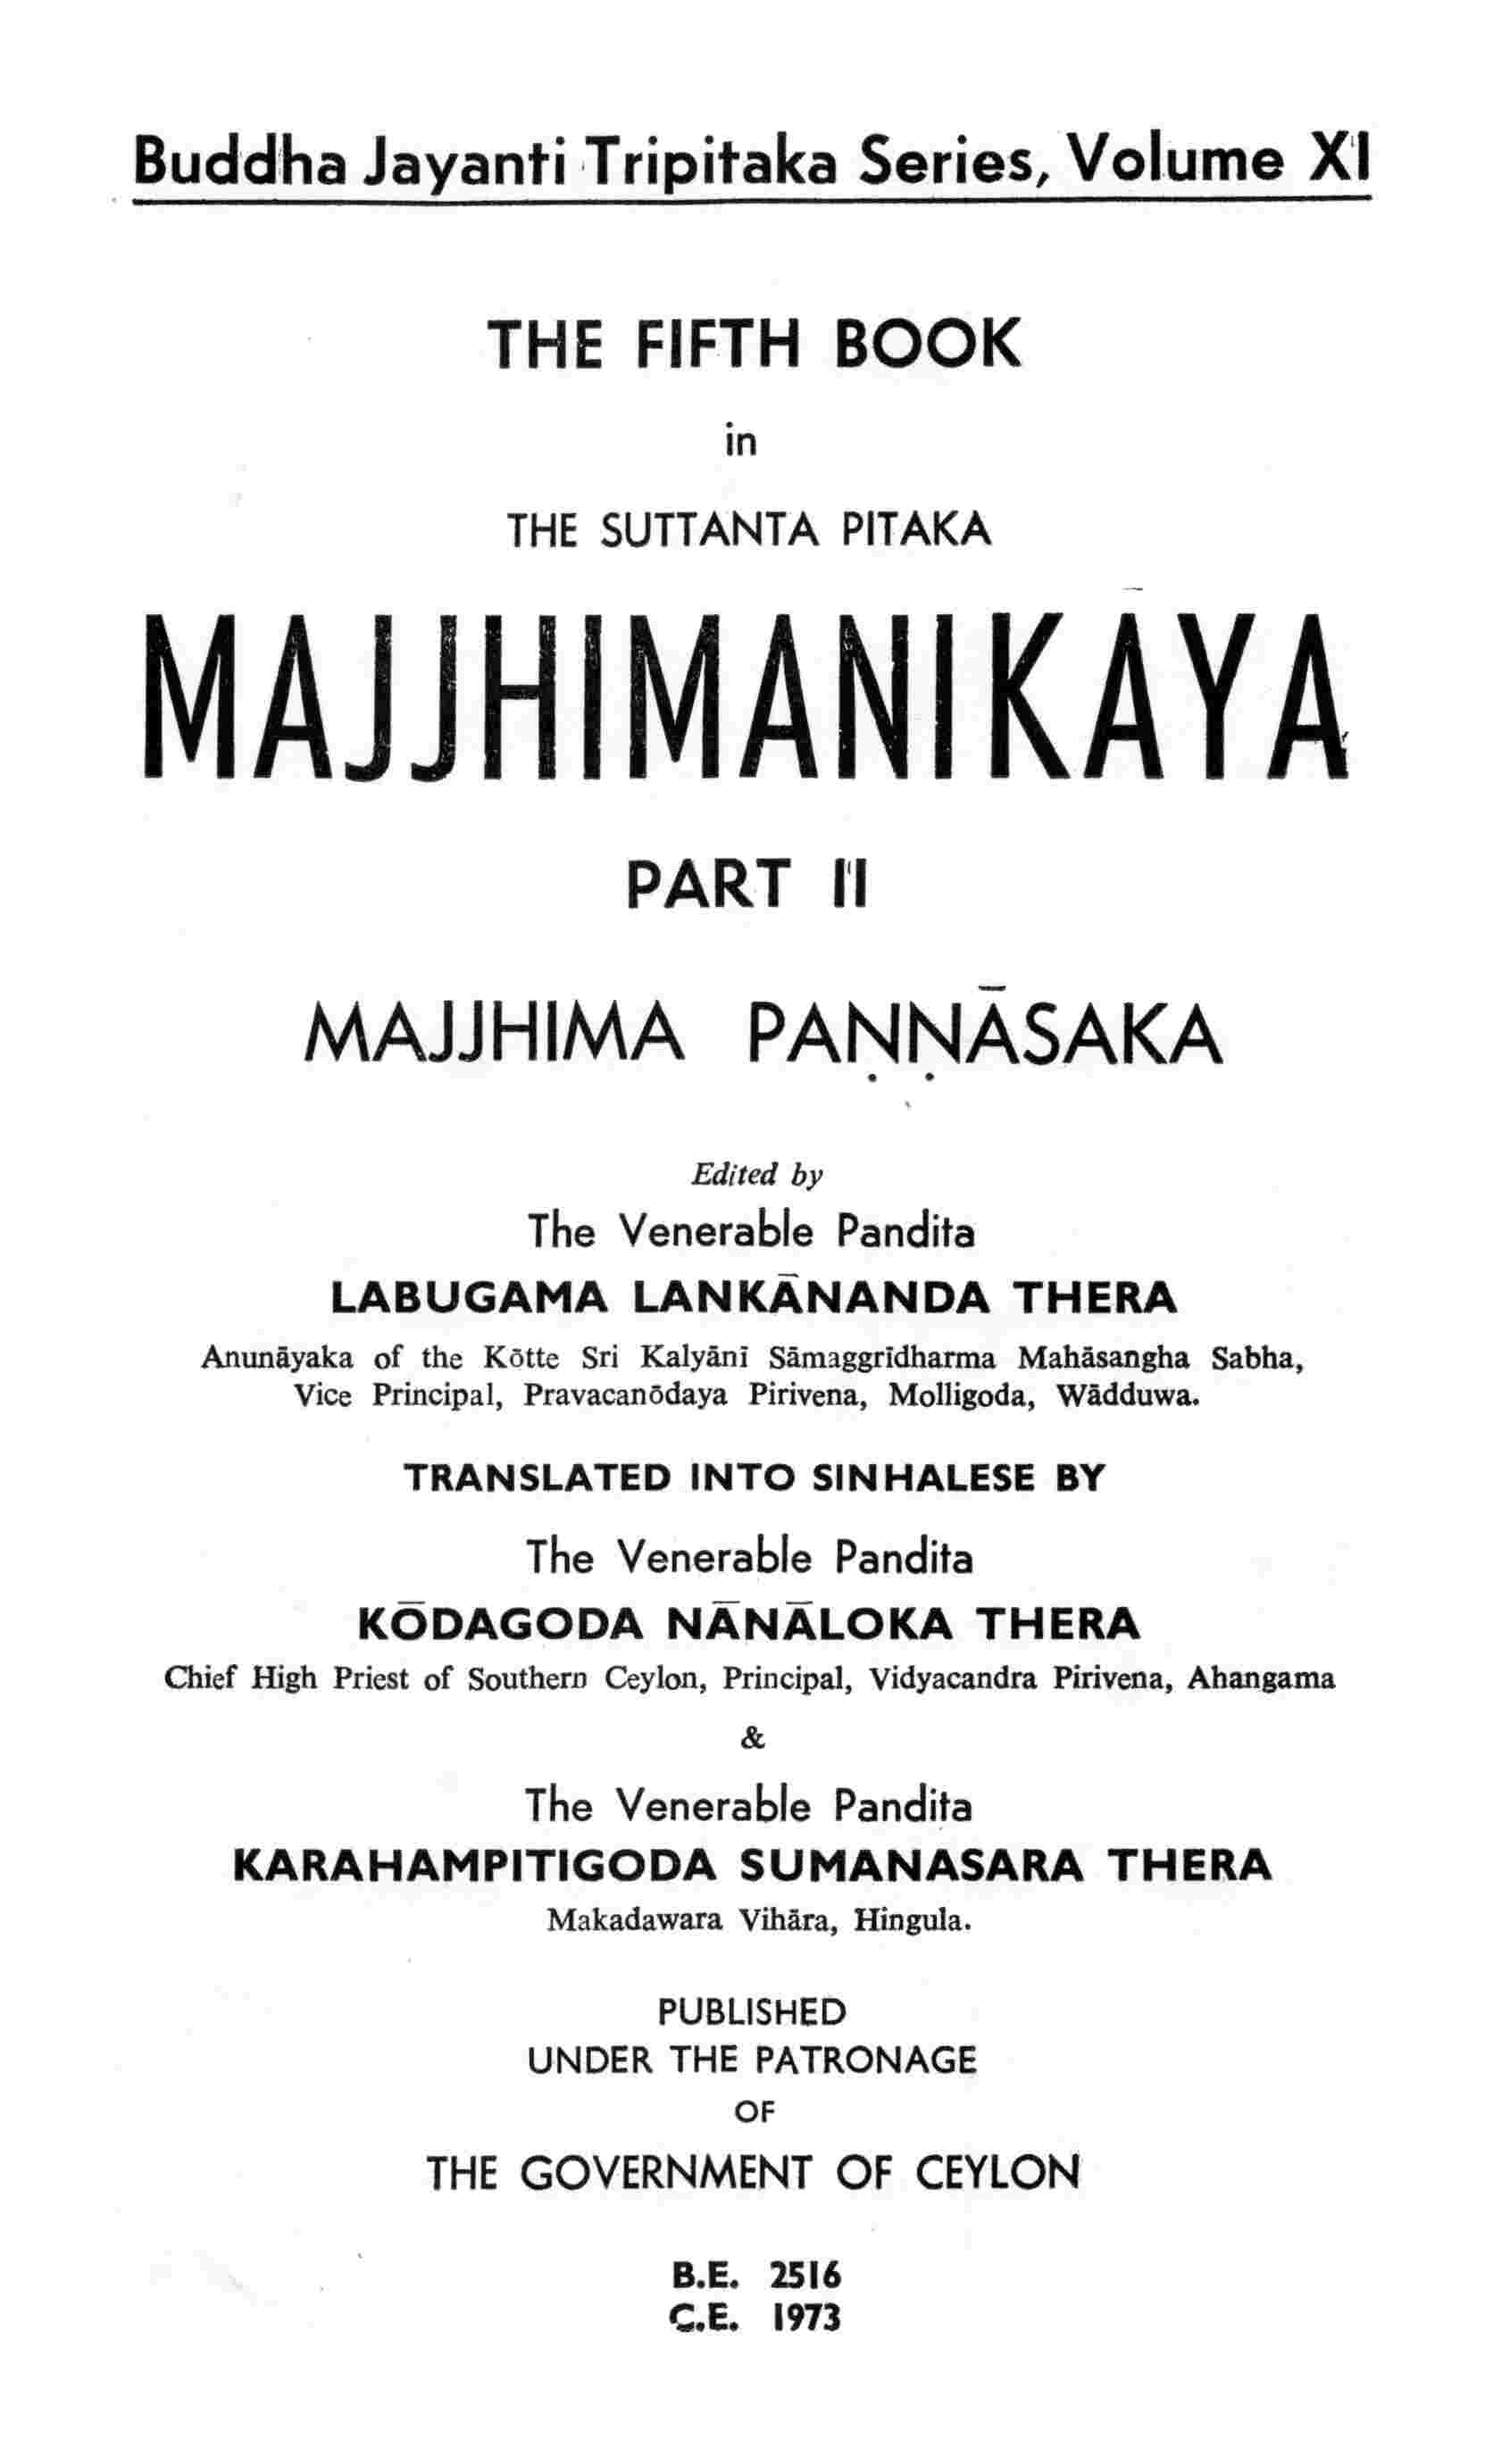 Buddha Jayanti Tripitaka Series, Volume XI
THE FIFTH BOOK
in
THE SUTTANTA PITAKA
MAJJHIMANIKĀYA
PART II
MAJJHIMA PAṆṆĀSAKA
Edited by
The Venerable Pandita
LABUGAMA LANKĀNANDA THERA
Anunāyaka of the Kōtte Sri Kalyānī Sāmaggrīdharma Mahāsangha Sabha,
Vice Principal, Pravacanōdaya Pirivena, Molligoda, Wādduwa.
TRANSLATED INTO SINHALESE BY
The Venerable Pandita
KŌDAGODA NĀNĀLOKA THERA
Chief High Priest of Southern Ceylon, Principal, Vidyacandra Pirivena, Ahangama
&
The Venerable Pandita
KARAHAMPITIGODA SUMANASARA THERA
Makadawara Vihāra, Hingula.
PUBLISHED
UNDER THE PATRONAGE
OF
THE GOVERNMENT OF CEYLON
B.E. 2516
C.E. 1973